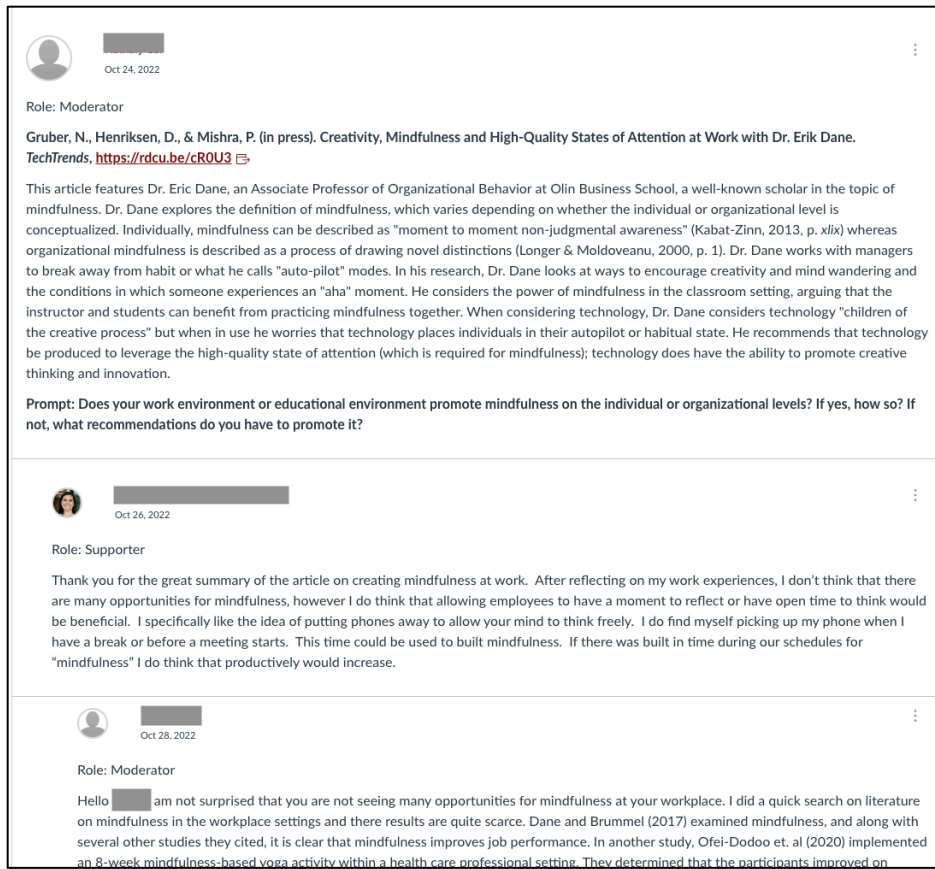 Oct 24, 2022
Role: Moderator
Gruber, N., Henriksen, D., & Mishra, P. (in press). Creativity, Mindfulness and High-Quality States of Attention at Work with Dr. Erik Dane.
TechTrends, https://rdcu.be/cR0U3
This article features Dr. Eric Dane, an Associate Professor of Organizational Behavior at Olin Business School, a well-known scholar in the topic of
mindfulness. Dr. Dane explores the definition of mindfulness, which varies depending on whether the individual or organizational level is
conceptualized. Individually, mindfulness can be described as "moment to moment non-judgmental awareness" (Kabat-Zinn, 2013, p. xlix) whereas
organizational mindfulness is described as a process of drawing novel distinctions (Longer & Moldoveanu, 2000, p. 1). Dr. Dane works with managers
to break away from habit or what he calls "auto-pilot" modes. In his research, Dr. Dane looks at ways to encourage creativity and mind wandering and
the conditions in which someone experiences an "aha" moment. He considers the power of mindfulness in the classroom setting, arguing that the
instructor and students can benefit from practicing mindfulness together. When considering technology, Dr. Dane considers technology "children of
the creative process" but when in use he worries that technology places individuals in their autopilot or habitual state. He recommends that technology
be produced to leverage the high-quality state of attention (which is required for mindfulness); technology does have the ability to promote creative
thinking and innovation.
Prompt: Does your work environment or educational environment promote mindfulness on the individual or organizational levels? If yes, how so? If
not, what recommendations do you have to promote it?
Oct 26, 2022
Role: Supporter
Thank you for the great summary of the article on creating mindfulness at work.  After reflecting on my work experiences, I don't think that there
are many opportunities for mindfulness, however I do think that allowing employees to have a moment to reflect or have open time to think would
be beneficial.  I specifically like the idea of putting phones away to allow your mind to think freely.  I do find myself picking up my phone when I
have a break or before a meeting starts.  This time could be used to built mindfulness.  If there was built in time during our schedules for
“mindfulness” I do think that productively would increase.
Oct 28, 2022
Role: Moderator
Hello am not surprised that you are not seeing many opportunities for mindfulness at your workplace. I did a quick search on literature
on mindfulness in the workplace settings and there results are quite scarce. Dane and Brummel (2017) examined mindfulness, and along with
several other studies they cited, it is clear that mindfulness improves job performance. In another study, Ofei-Dodoo et. al (2020) implemented
an 8-week mindfulness-based yoga activity within a health care professional setting. They determined that the participants improved on